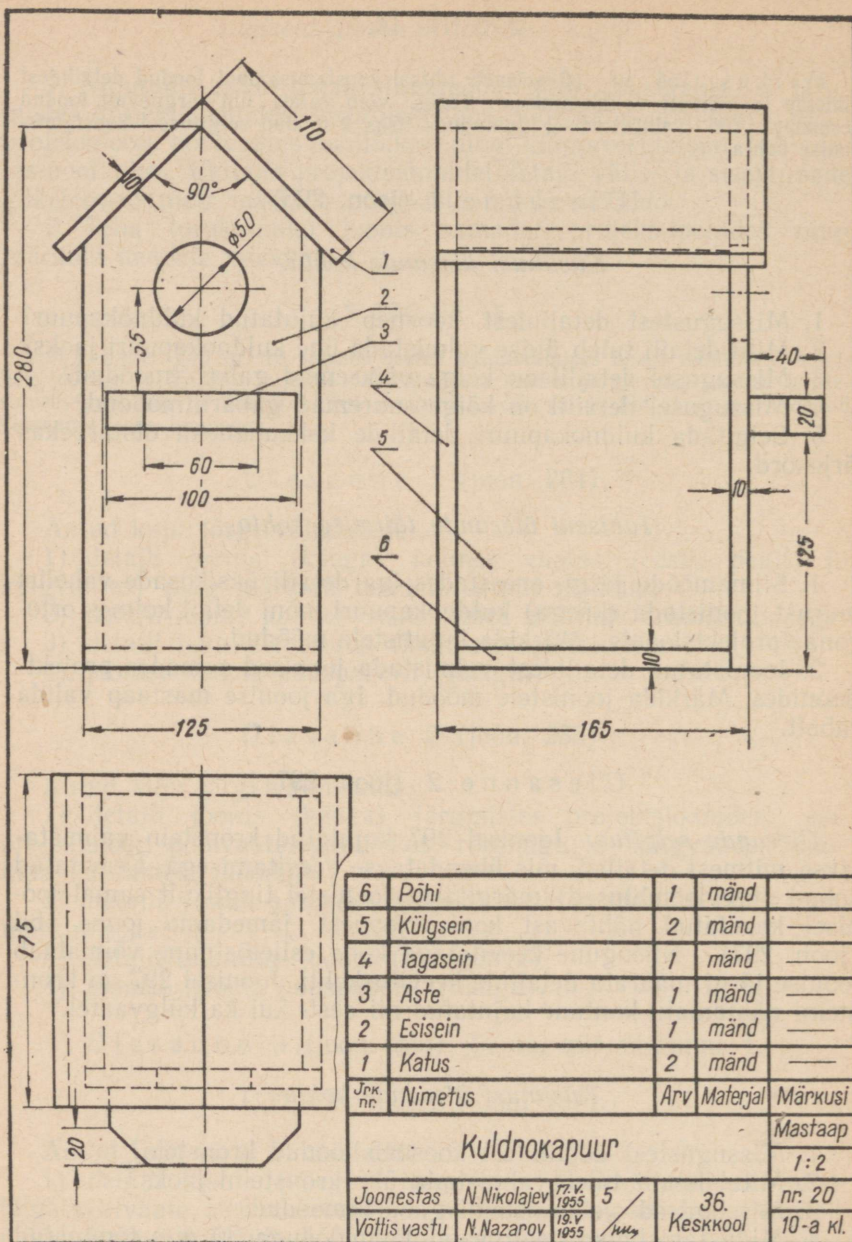 110
10
90°
ϕ50
1
2
3
4
5
6
280
55
60
100
125
40
20
10
125
10
165
175
20
6 Põhi 1 mänd
5 Külgsein 2 mänd
4 Tagasein 1 mänd
3 Aste 1 mänd
2 Esisein 1 mänd
1 Katus 2 mänd
Jrk. nr. Nimetus Arv Materjal Märkusi
Kuldnokapuur
Mastaap
1:2
Joonestas N. Nikolajev 17.V. 1955 5
Võttis vastu N. Nazarov 19.V 1955
36. Keskkool
nr. 20
10-a kl.